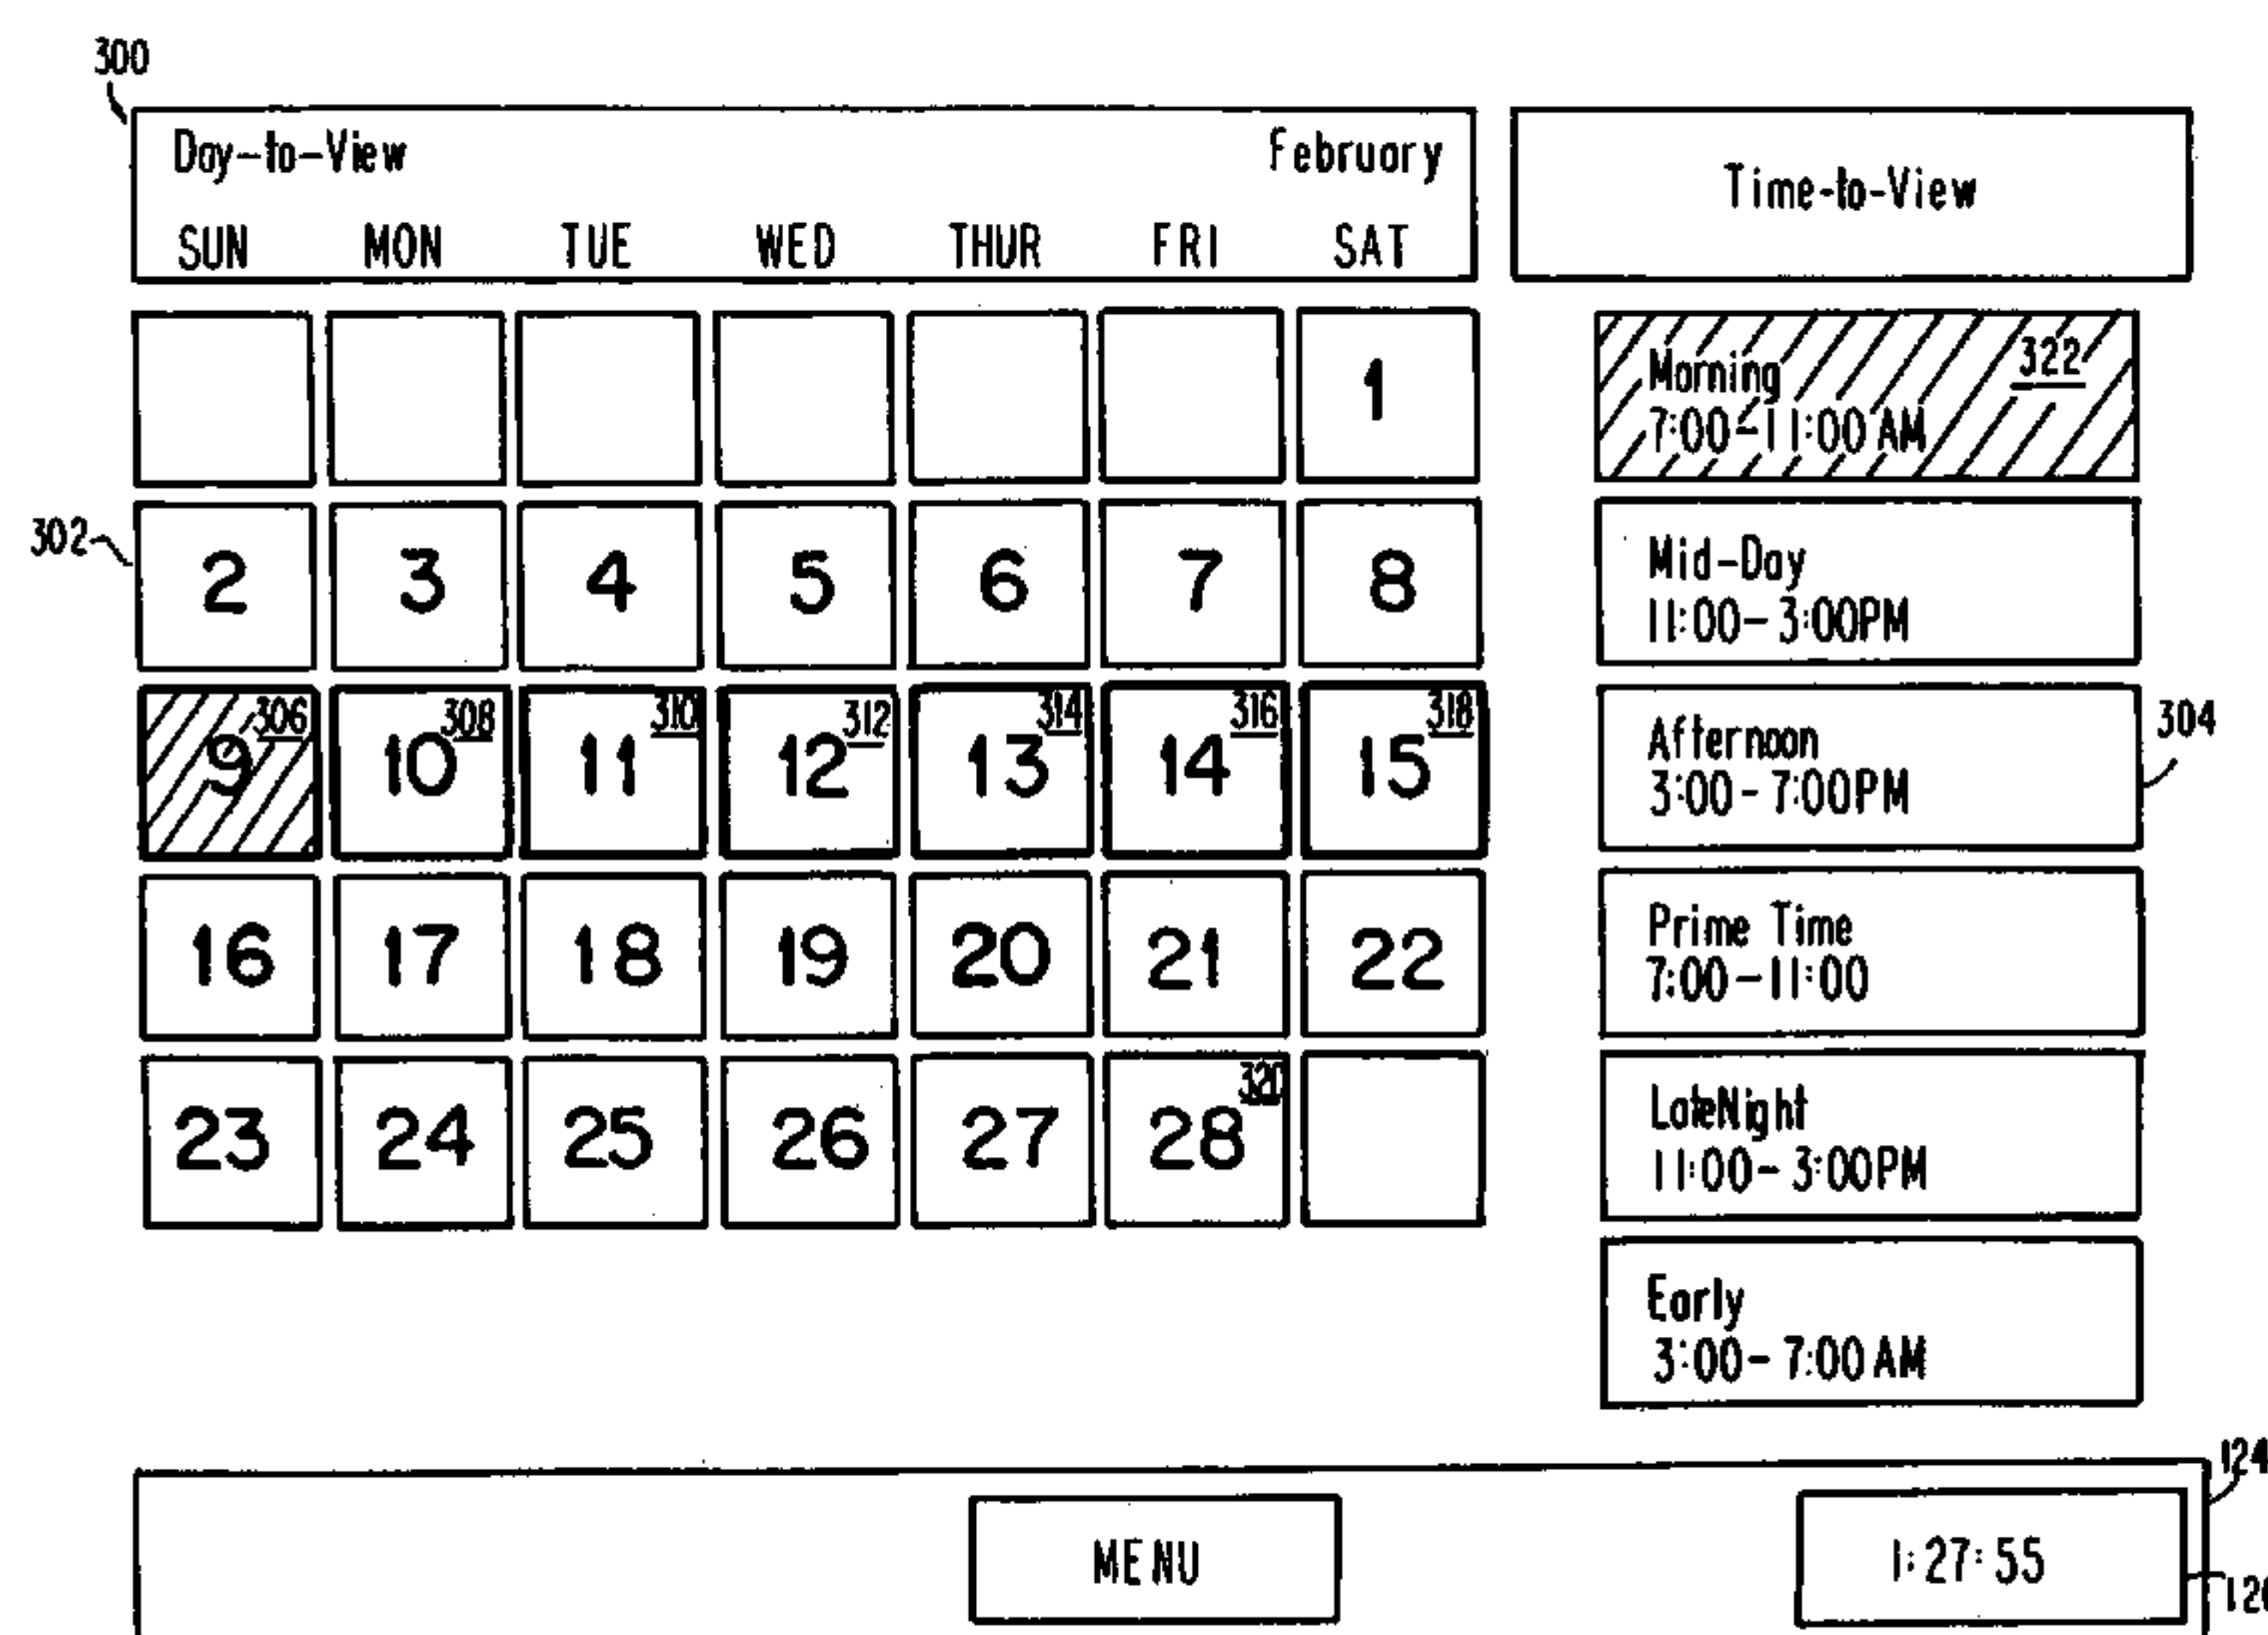 300
Day-to-View February
SUN MON TUE WED THUR FRI SAT
Time-to-View
1
302
2 3 4 5 6 7 8
9 306 10 308 11 310 12 312 13 314 14 316 15 318
16 17 18 19 20 21 22
23 24 25 26 27 28 320
Morning 322
7:00-11:00 AM
Mid-Day
11:00-3:00PM
Afternoon
3:00-7:00PM
304
Prime Time
7:00-11:00
LateNight
11:00-3:00PM
Early
3:00-7:00 AM
124
MENU
1:27:55